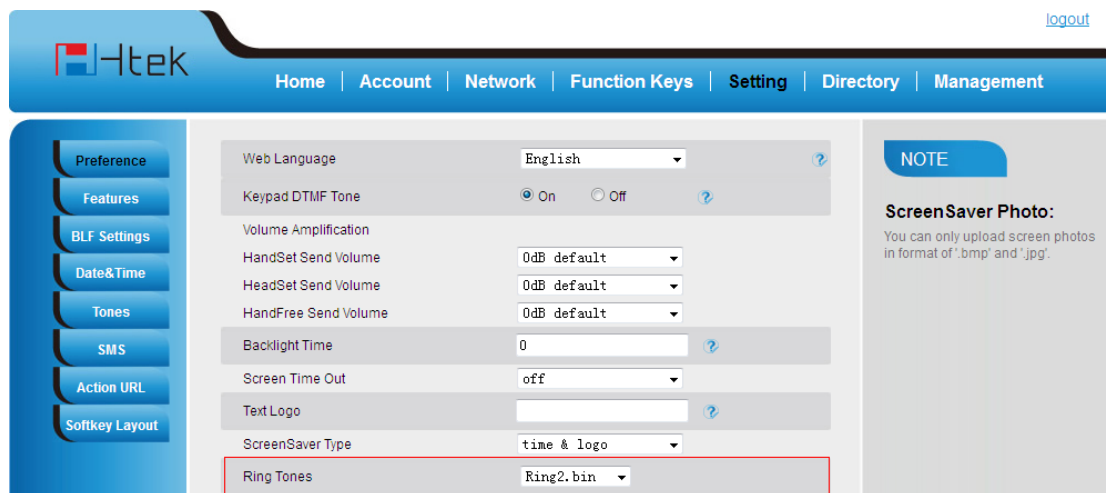 logout
Htek
Home | Account | Network | Function Keys | Setting | Directory | Management
Preference
Features
BLF Settings
Date&Time
Tones
SMS
Action URL
Softkey Layout
Web Language English ?
Keypad DTMF Tone On Off ?
Volume Amplification
HandSet Send Volume 0dB default
HeadSet Send Volume 0dB default
HandFree Send Volume 0dB default
Backlight Time 0 ?
Screen Time Out off
Text Logo ?
ScreenSaver Type time & logo
Ring Tones Ring2.bin
NOTE
ScreenSaver Photo:
You can only upload screen photos
in format of '.bmp' and '.jpg'.